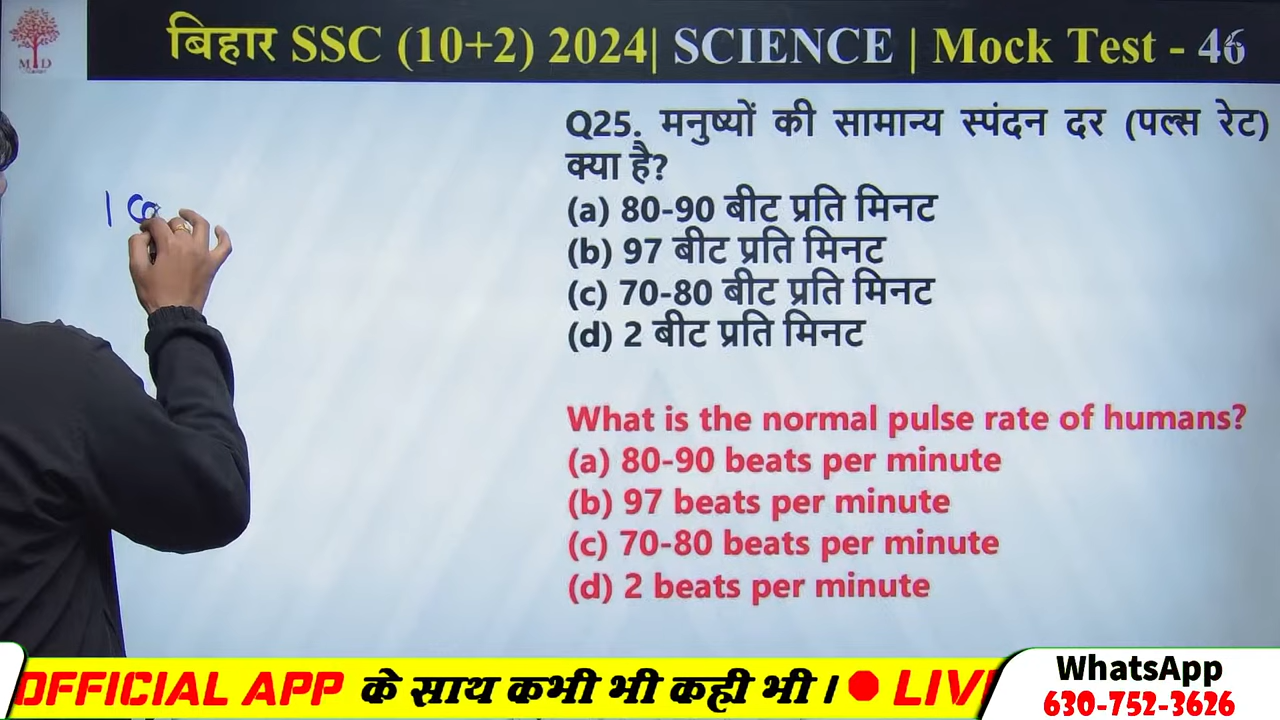 बिहार SSC (10+2) 2024| SCIENCE | Mock Test - 46
M D
Q25. मनुष्यों की सामान्य स्पंदन दर (पल्स रेट)
क्या है?
(a) 80-90 बीट प्रति मिनट
(b) 97 बीट प्रति मिनट
(c) 70-80 बीट प्रति मिनट
(d) 2 बीट प्रति मिनट
What is the normal pulse rate of humans?
(a) 80-90 beats per minute
(b) 97 beats per minute
(c) 70-80 beats per minute
(d) 2 beats per minute
OFFICIAL APP के साथ कभी भी कही भी । LIV
WhatsApp
630-752-3626